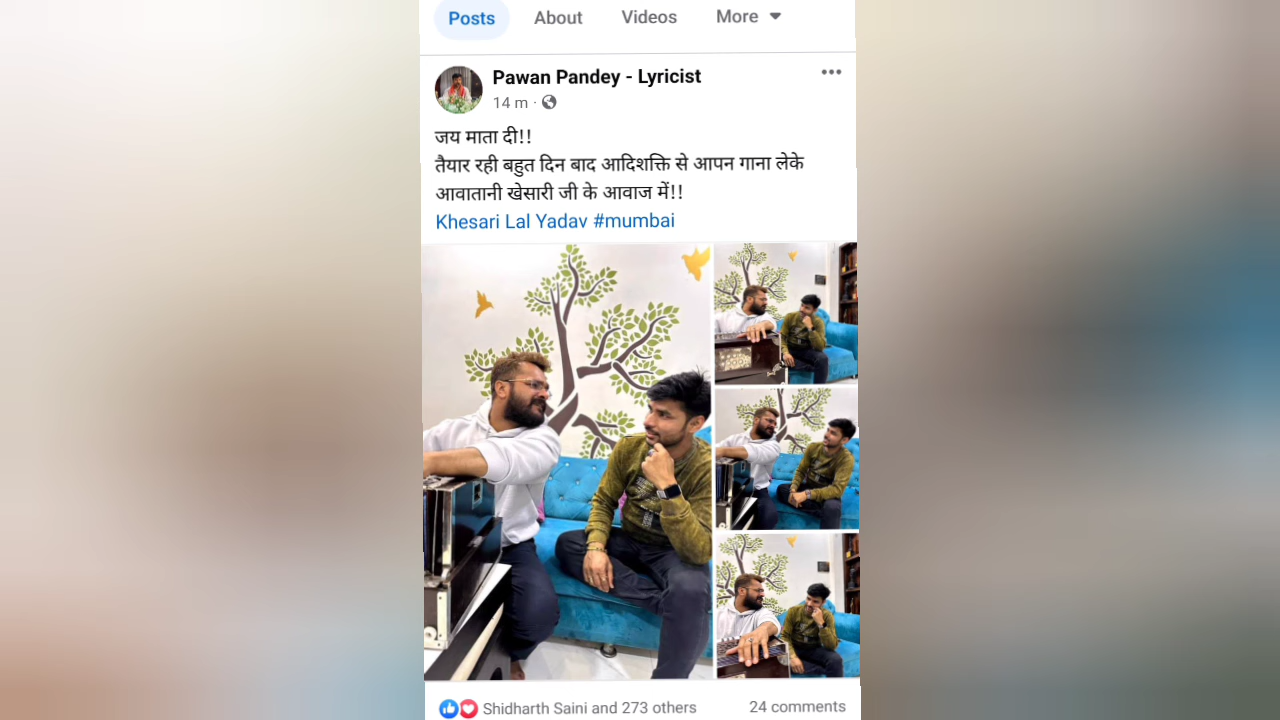 Posts About Videos More
Pawan Pandey - Lyricist
14 m ·
जय माता दी!!
तैयार रही बहुत दिन बाद आदिशक्ति से आपन गाना लेके
आवातानी खेसारी जी के आवाज में!!
Khesari Lal Yadav #mumbai
Shidharth Saini and 273 others 24 comments